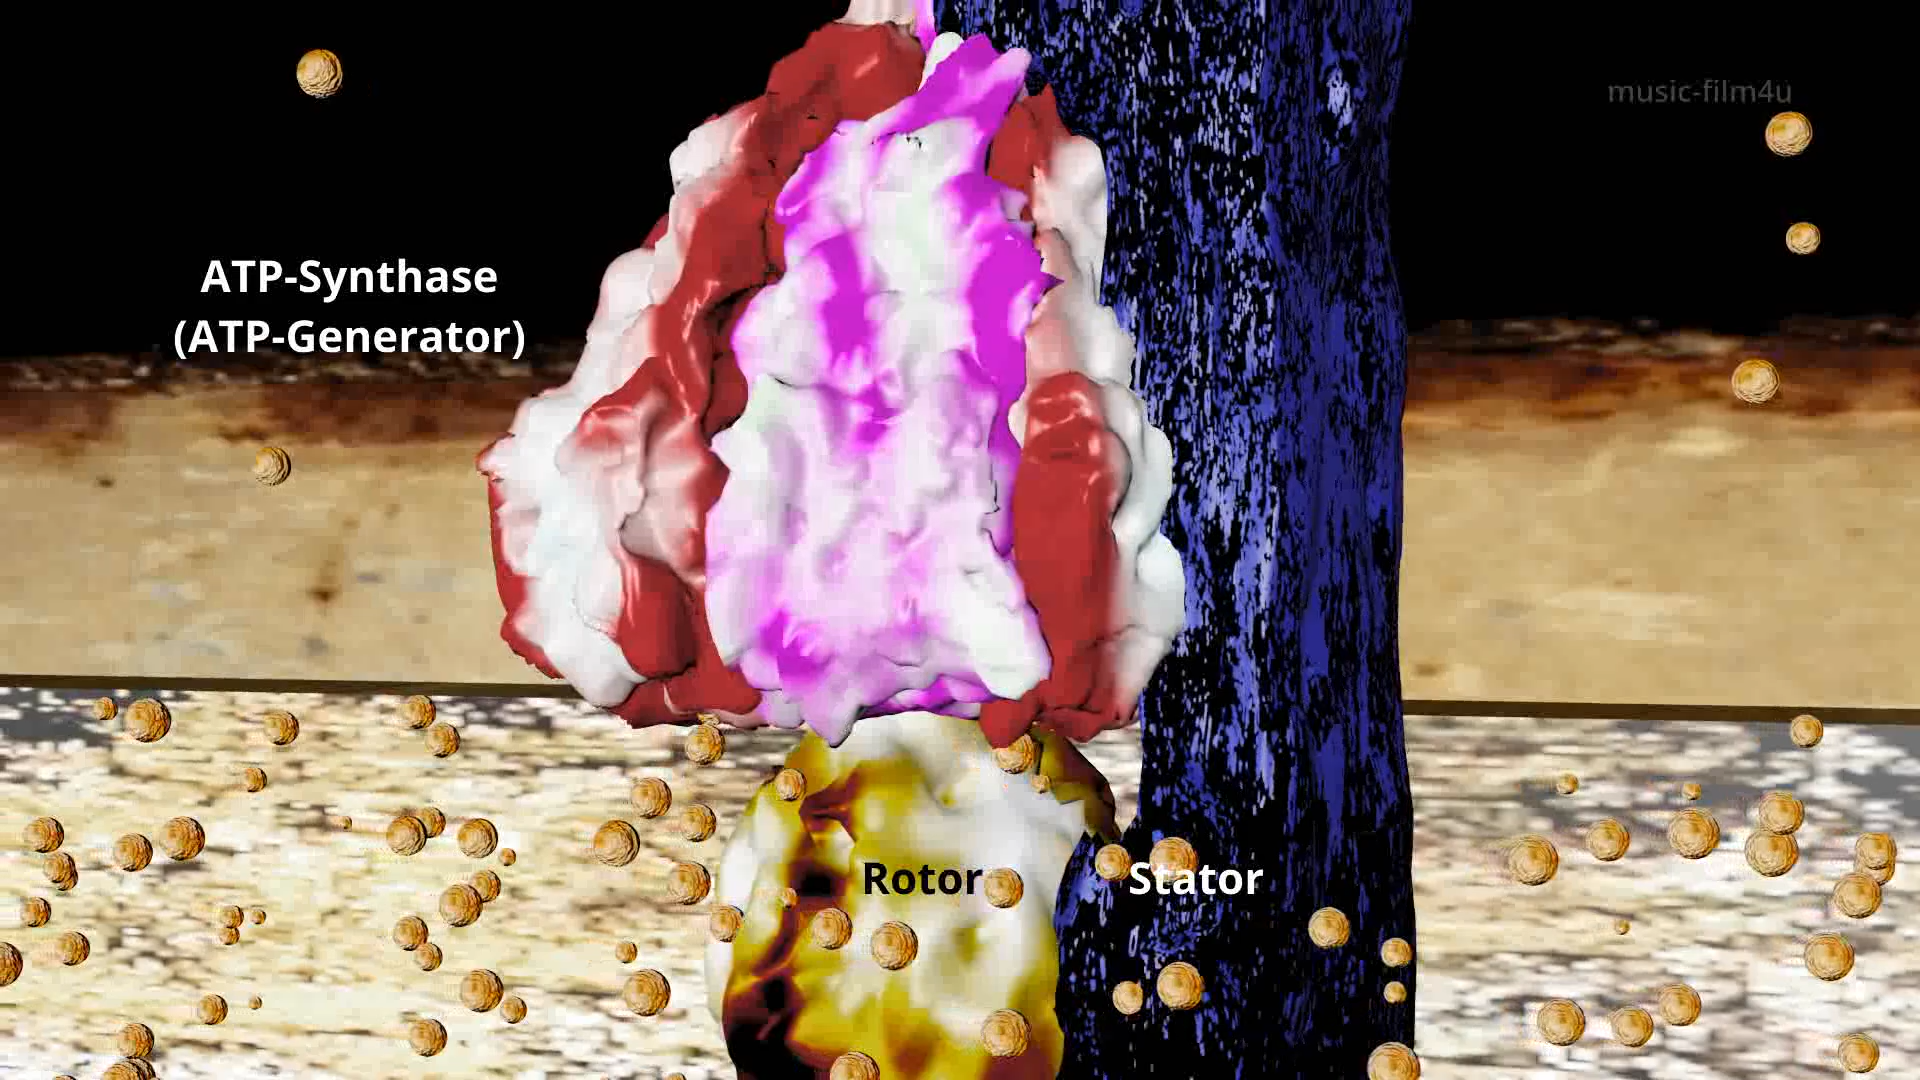 music-film4u
ATP-Synthase
(ATP-Generator)
Rotor
Stator